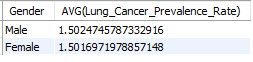 Gender AVG(Lung_Cancer_Prevalence_Rate)
Male 1.5024745787332916
Female 1.5016971978857148